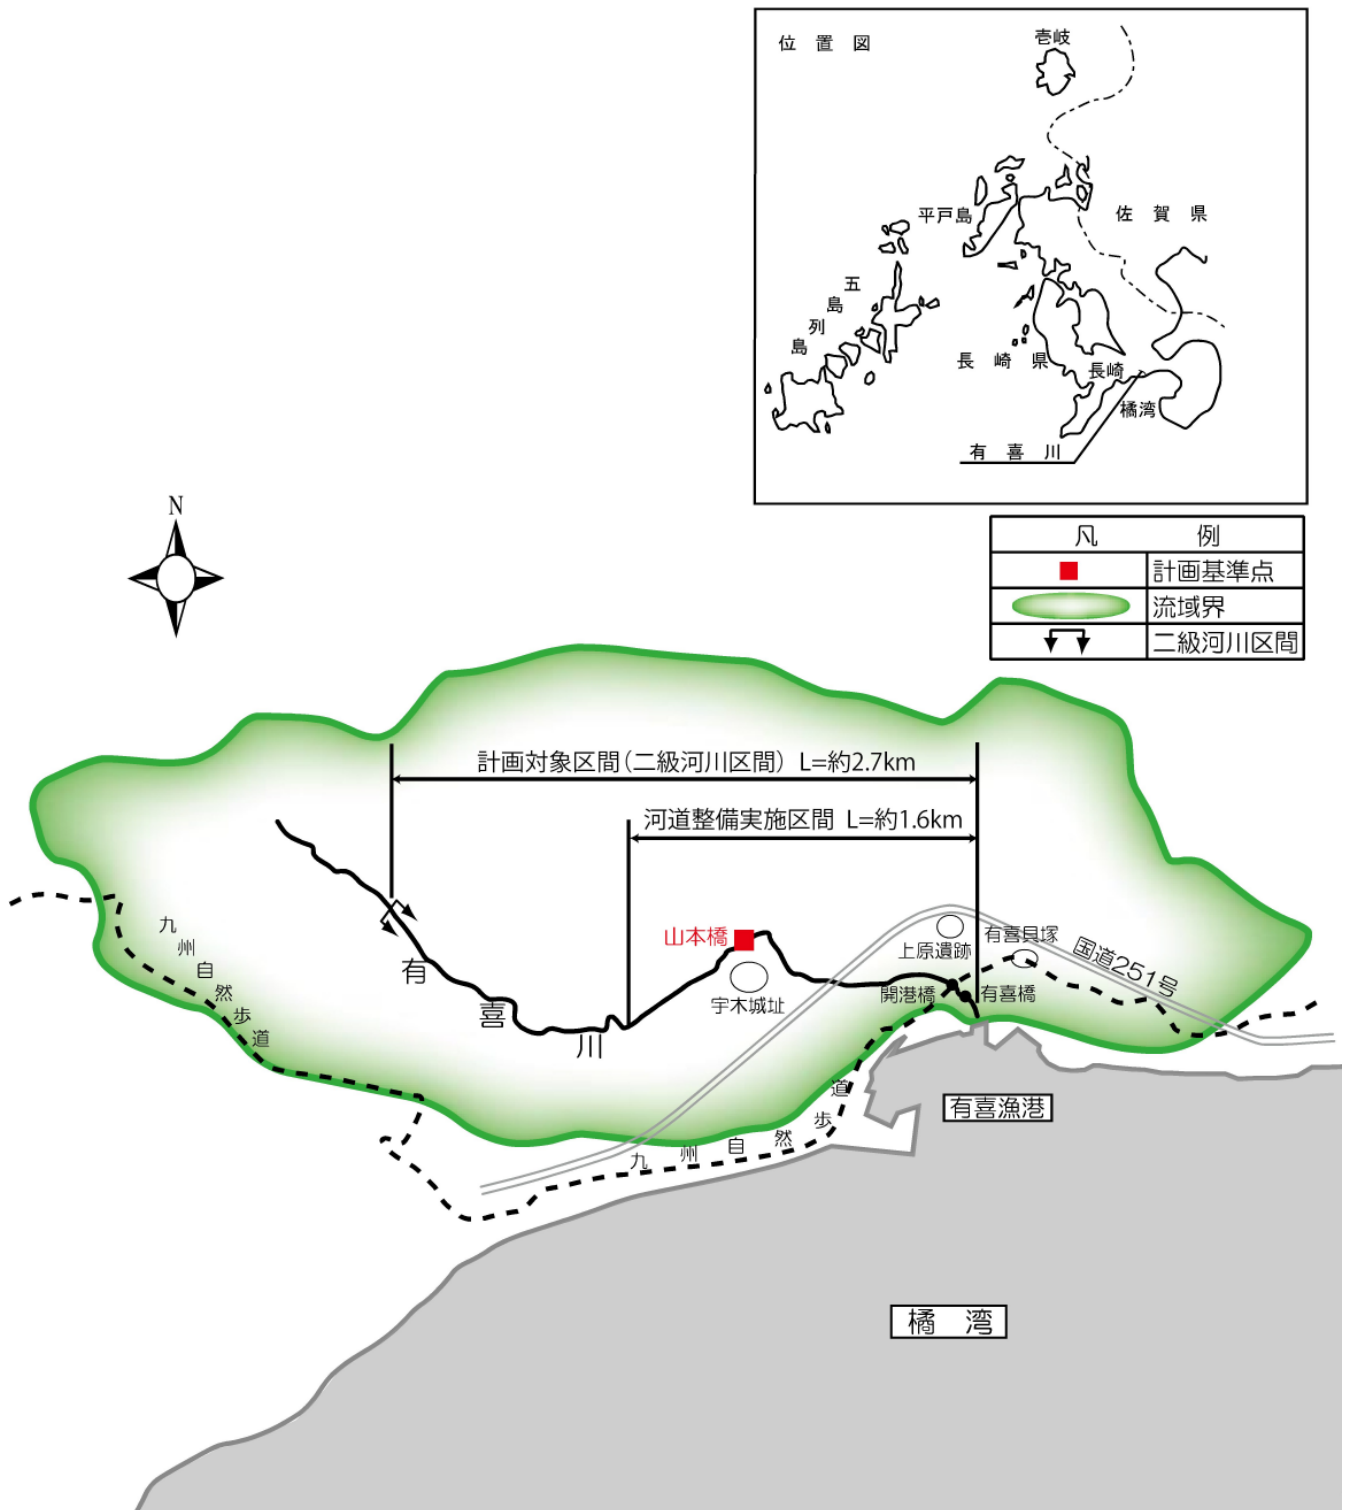 位置図
壱岐
平戸島
佐賀県
五島列島
長崎県
長崎
橘湾
有喜川
N
凡例
計画基準点
流域界
二級河川区間
計画対象区間(二級河川区間) L=約2.7km
河道整備実施区間 L=約1.6km
九州自然歩道
山本橋
宇木城址
上原遺跡
有喜貝塚
国道251号
開港橋
有喜橋
有喜川
九州自然歩道
有喜漁港
橘湾